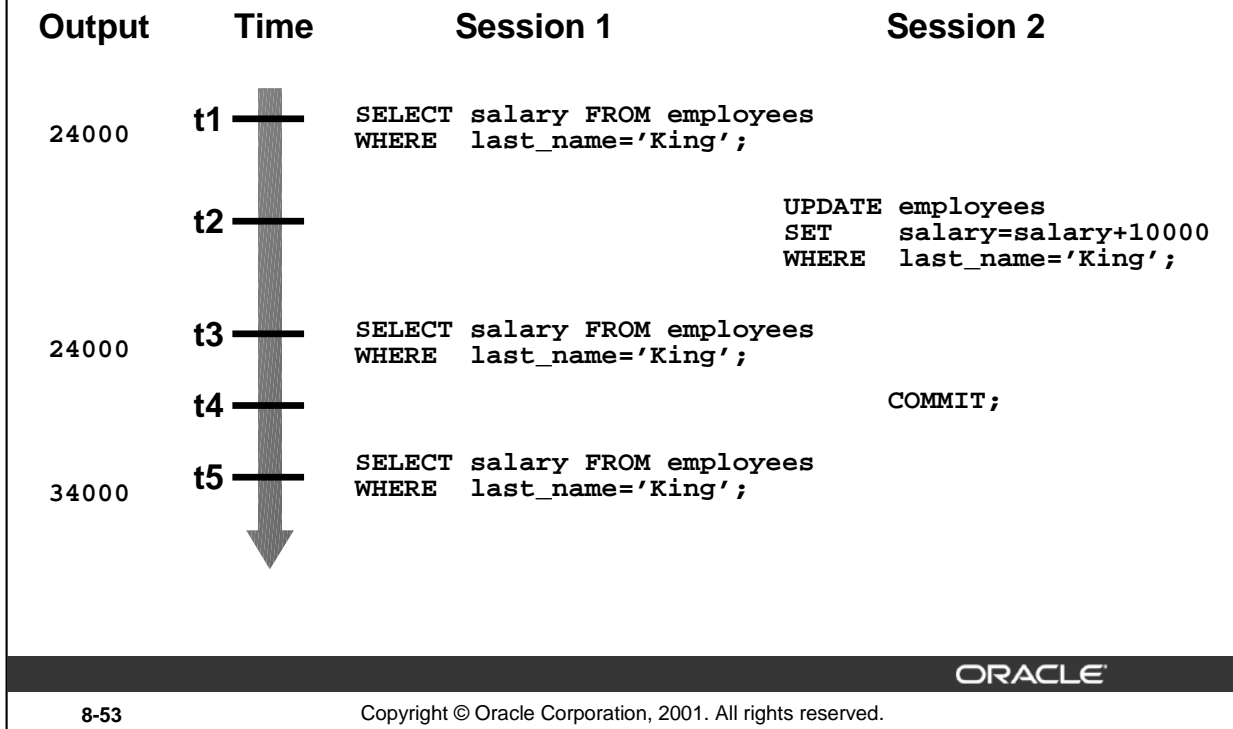 Output Time Session 1 Session 2
t1
24000
SELECT salary FROM employees
WHERE  last_name=’King’;
t2
UPDATE employees
SET    salary=salary+10000
WHERE  last_name=’King’;
t3
24000
SELECT salary FROM employees
WHERE  last_name=’King’;
t4
COMMIT;
t5
34000
SELECT salary FROM employees
WHERE  last_name=’King’;
ORACLE®
8-53 Copyright © Oracle Corporation, 2001. All rights reserved.